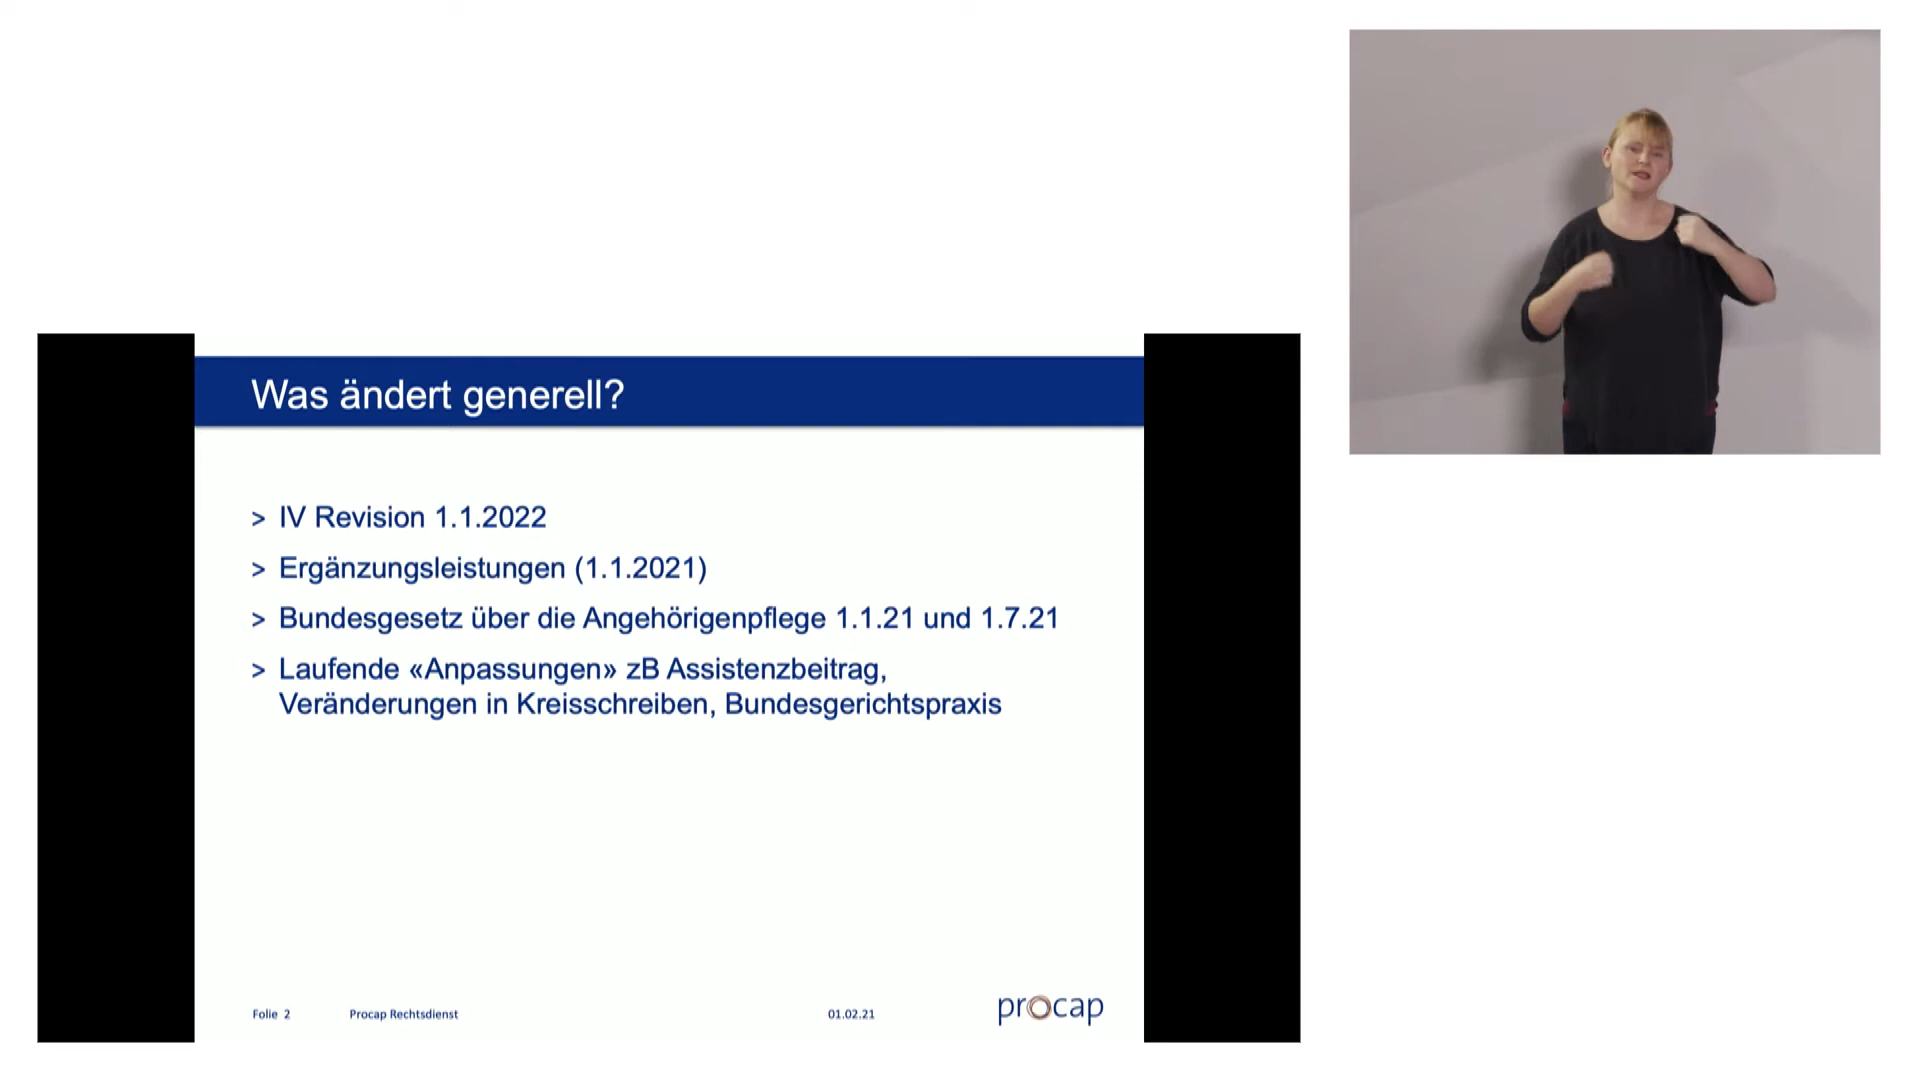 Was ändert generell?
> IV Revision 1.1.2022
> Ergänzungsleistungen (1.1.2021)
> Bundesgesetz über die Angehörigenpflege 1.1.21 und 1.7.21
> Laufende «Anpassungen» zB Assistenzbeitrag,
Veränderungen in Kreisschreiben, Bundesgerichtspraxis
Folie 2 Procap Rechtsdienst 01.02.21 procap